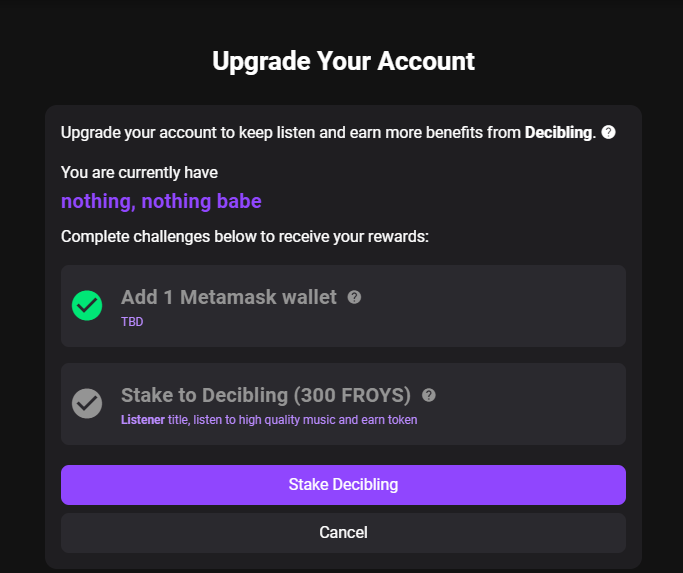 Upgrade Your Account
Upgrade your account to keep listen and earn more benefits from Decibling.
You are currently have
nothing, nothing babe
Complete challenges below to receive your rewards:
Add 1 Metamask wallet
TBD
Stake to Decibling (300 FROYS)
Listener title, listen to high quality music and earn token
Stake Decibling
Cancel